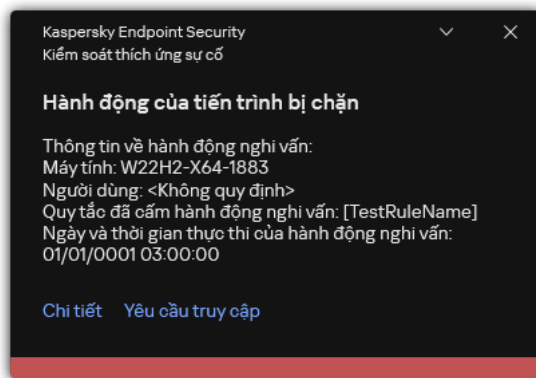 Kaspersky Endpoint Security
Kiểm soát thích ứng sự cố
Hành động của tiến trình bị chặn
Thông tin về hành động nghi vấn:
Máy tính: W22H2-X64-1883
Người dùng: <Không quy định>
Quy tắc đã cấm hành động nghi vấn: [TestRuleName]
Ngày và thời gian thực thi của hành động nghi vấn:
01/01/0001 03:00:00
Chi tiết Yêu cầu truy cập